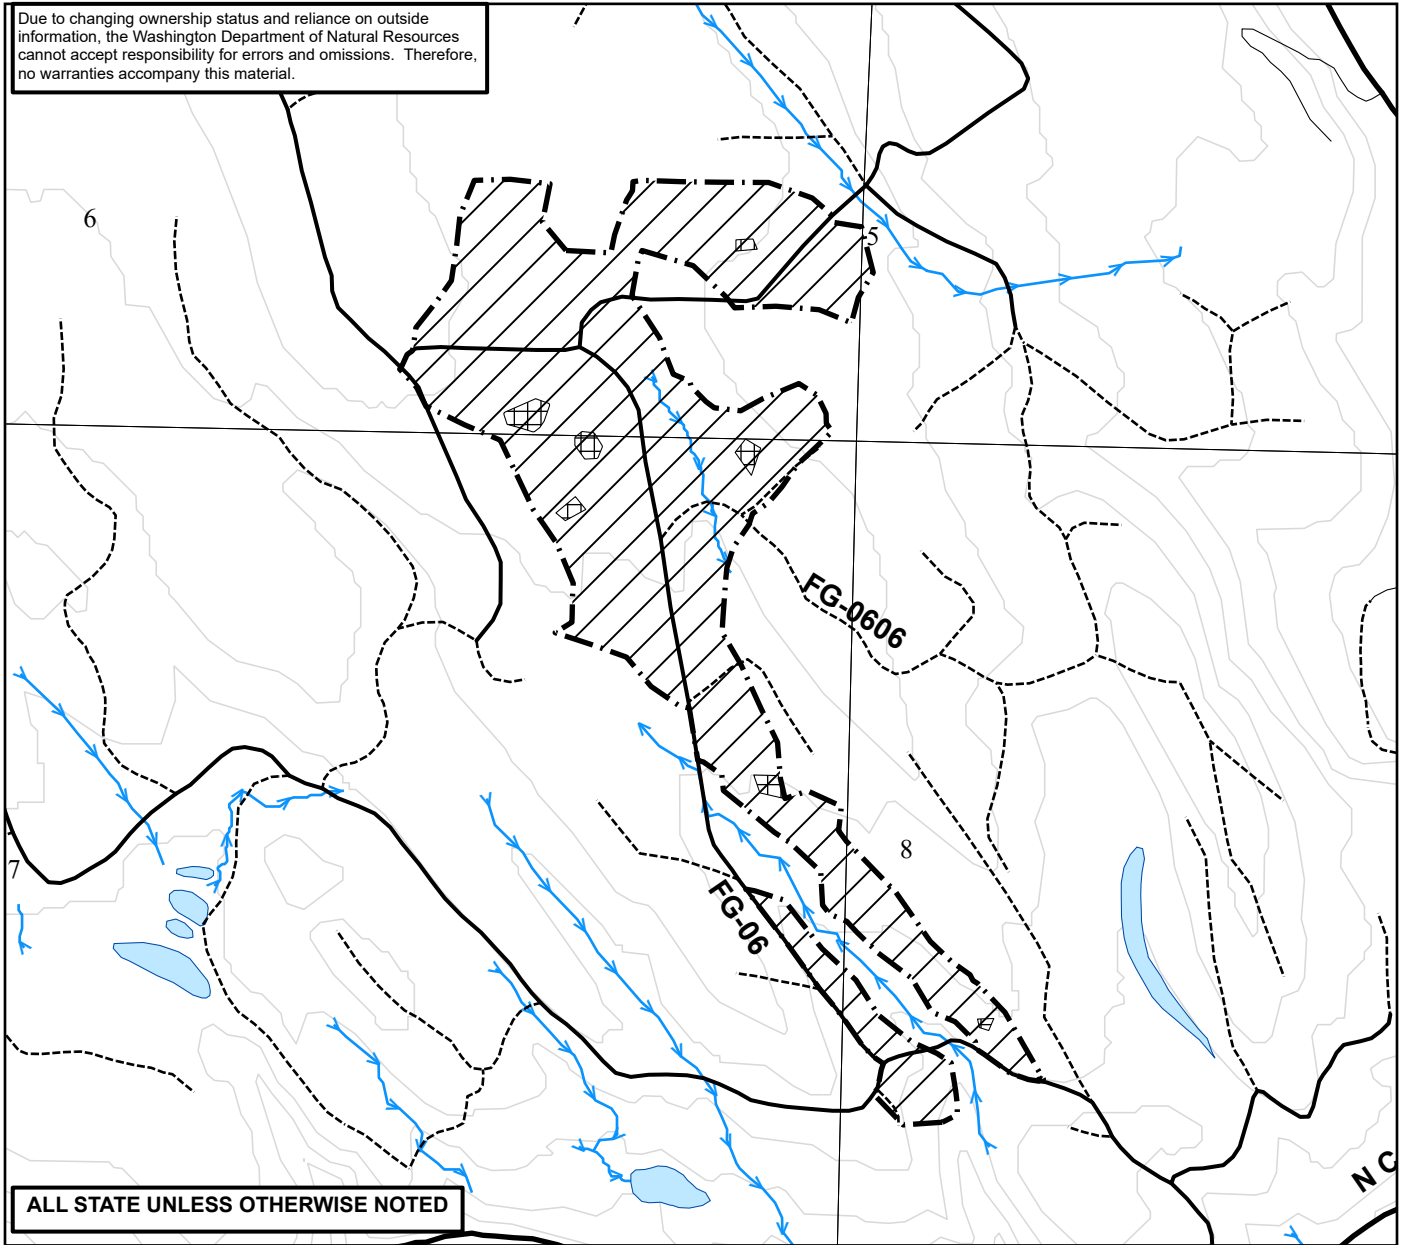 Due to changing ownership status and reliance on outside
information, the Washington Department of Natural Resources
cannot accept responsibility for errors and omissions.  Therefore,
no warranties accompany this material.
6
5
FG-0606
8
7
FG-06
N C
ALL STATE UNLESS OTHERWISE NOTED